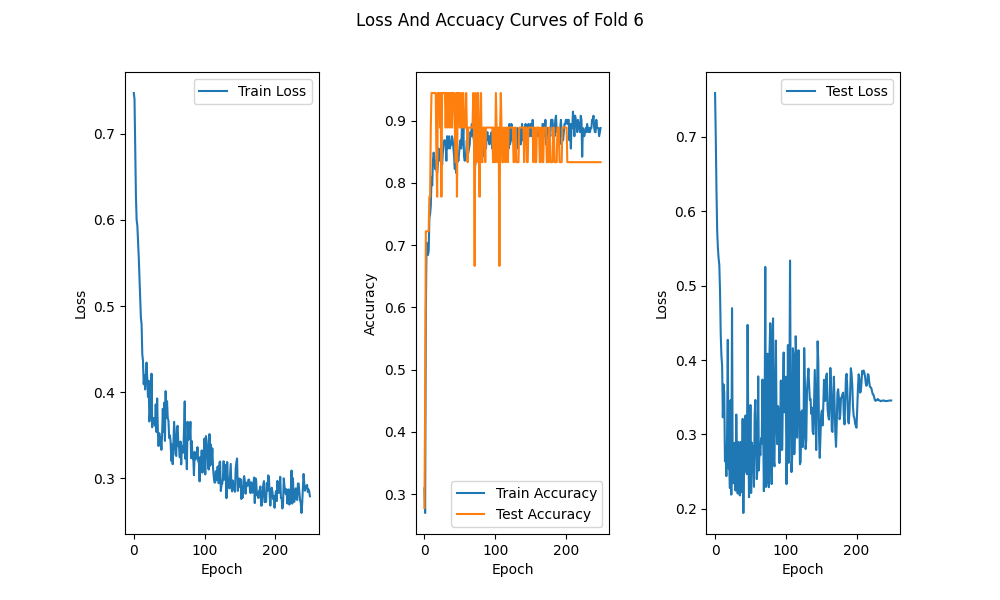 Loss And Accuacy Curves of Fold 6
Train Loss
0.7
0.6
0.5
0.4
0.3
Loss
0
100
200
Epoch
0.9
0.8
0.7
0.6
0.5
0.4
0.3
Accuracy
Train Accuracy
Test Accuracy
0
100
200
Epoch
Test Loss
0.7
0.6
0.5
0.4
0.3
0.2
Loss
0
100
200
Epoch